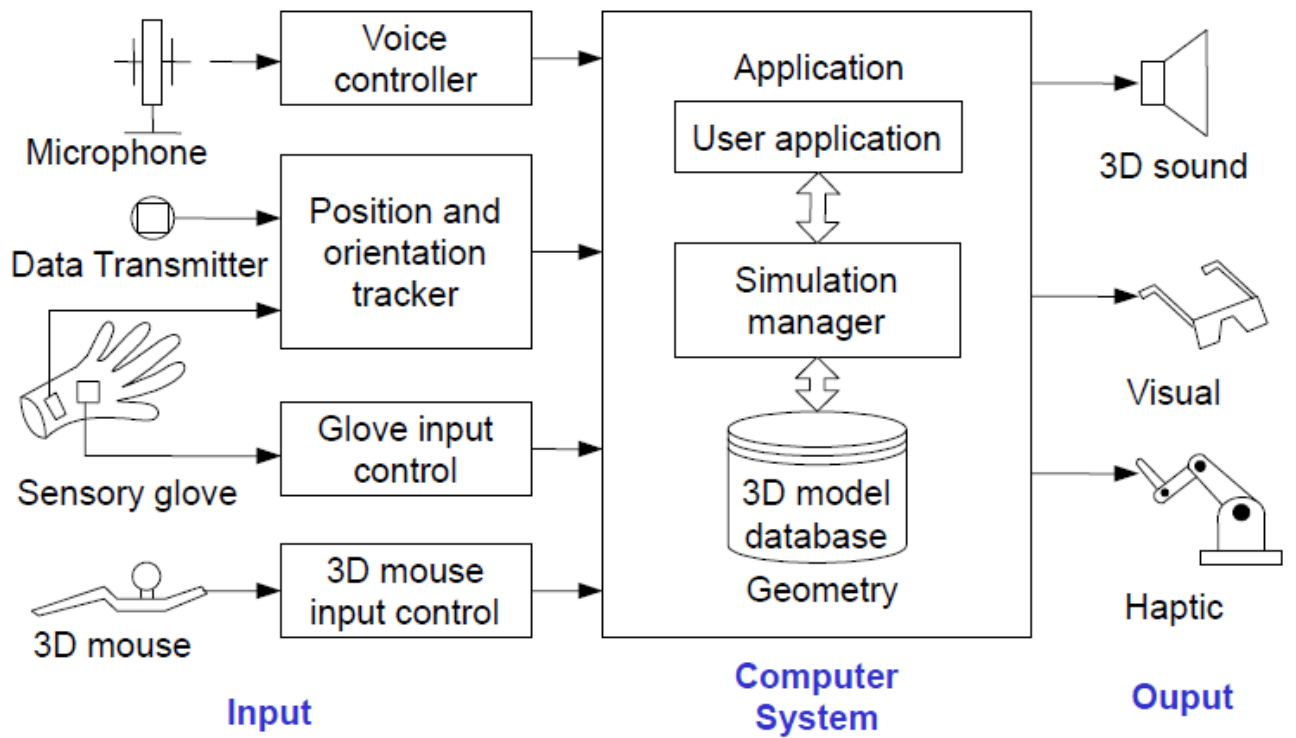 Microphone
Voice
controller
Data Transmitter
Position and
orientation
tracker
Sensory glove
Glove input
control
3D mouse
3D mouse
input control
Input
Application
User application
Simulation
manager
3D model
database
Geometry
Computer
System
3D sound
Visual
Haptic
Ouput